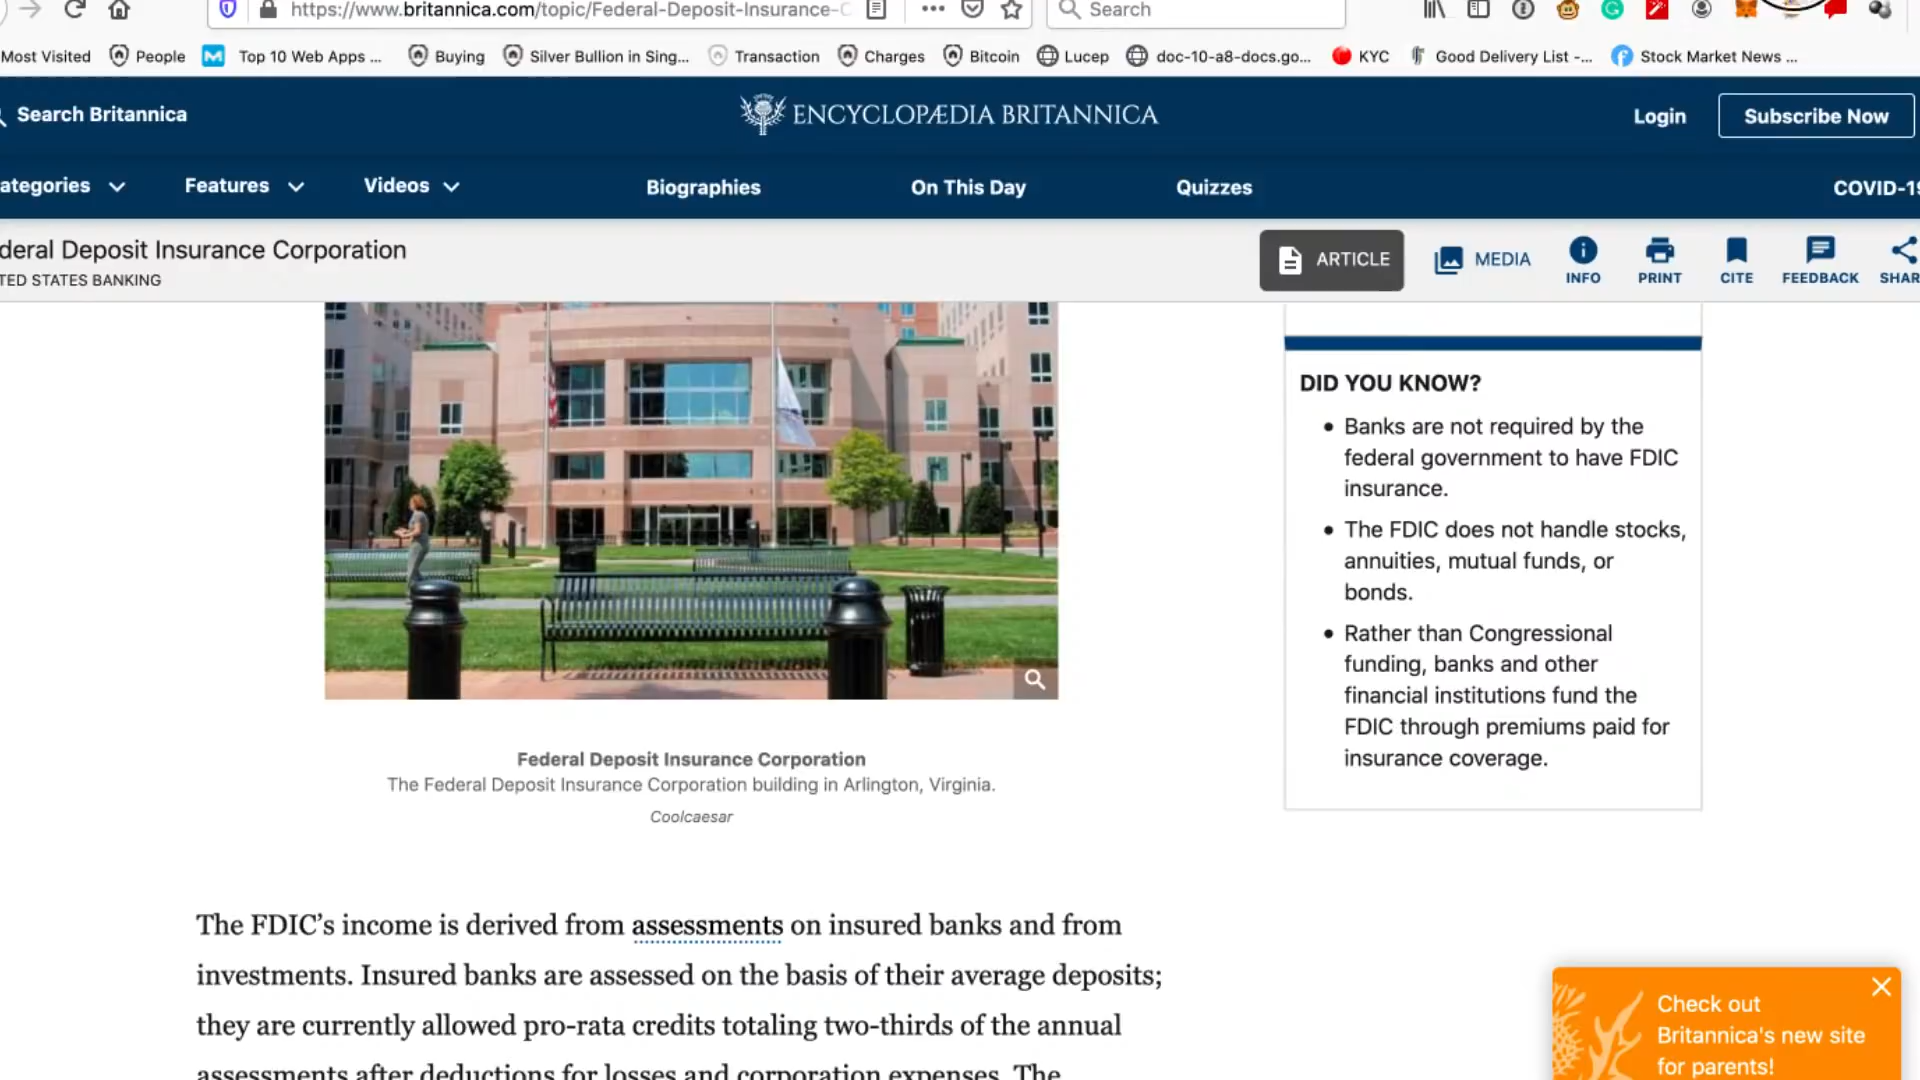 https://www.britannica.com/topic/Federal-Deposit-Insurance-C
Search
Most Visited
People
Top 10 Web Apps ...
Buying
Silver Bullion in Sing...
Transaction
Charges
Bitcoin
Lucep
doc-10-a8-docs.go...
KYC
Good Delivery List -...
Stock Market News ...
Search Britannica
ENCYCLOPÆDIA BRITANNICA
Login
Subscribe Now
ategories
Features
Videos
Biographies
On This Day
Quizzes
COVID-19
deral Deposit Insurance Corporation
TED STATES BANKING
ARTICLE
MEDIA
INFO
PRINT
CITE
FEEDBACK
SHAR
DID YOU KNOW?
• Banks are not required by the
federal government to have FDIC
insurance.
• The FDIC does not handle stocks,
annuities, mutual funds, or
bonds.
• Rather than Congressional
funding, banks and other
financial institutions fund the
FDIC through premiums paid for
insurance coverage.
Federal Deposit Insurance Corporation
The Federal Deposit Insurance Corporation building in Arlington, Virginia.
Coolcaesar
The FDIC’s income is derived from assessments on insured banks and from
investments. Insured banks are assessed on the basis of their average deposits;
they are currently allowed pro-rata credits totaling two-thirds of the annual
assessments after deductions for losses and corporation expenses. The
Check out
Britannica's new site
for parents!